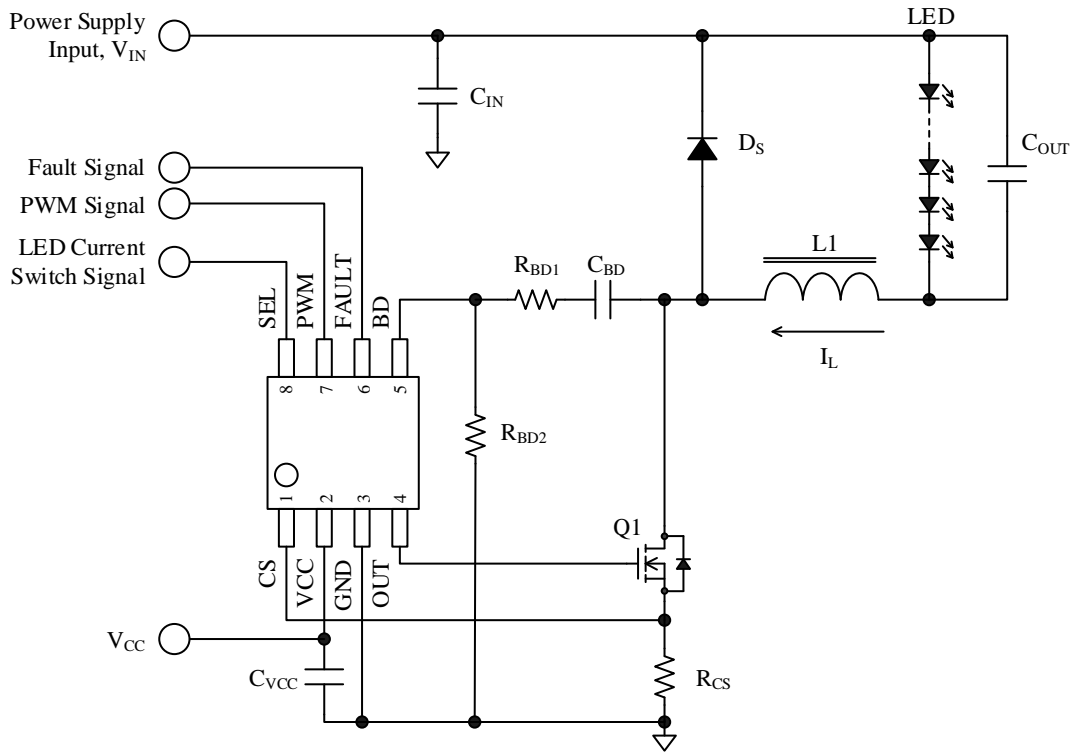 Power Supply
Input, V_IN
LED
C_IN
D_S
C_OUT
Fault Signal
PWM Signal
LED Current
Switch Signal
L1
R_BD1
C_BD
SEL
PWM
FAULT
BD
I_L
8
7
6
5
R_BD2
1
2
3
4
Q1
CS
VCC
GND
OUT
V_CC
C_VCC
R_CS